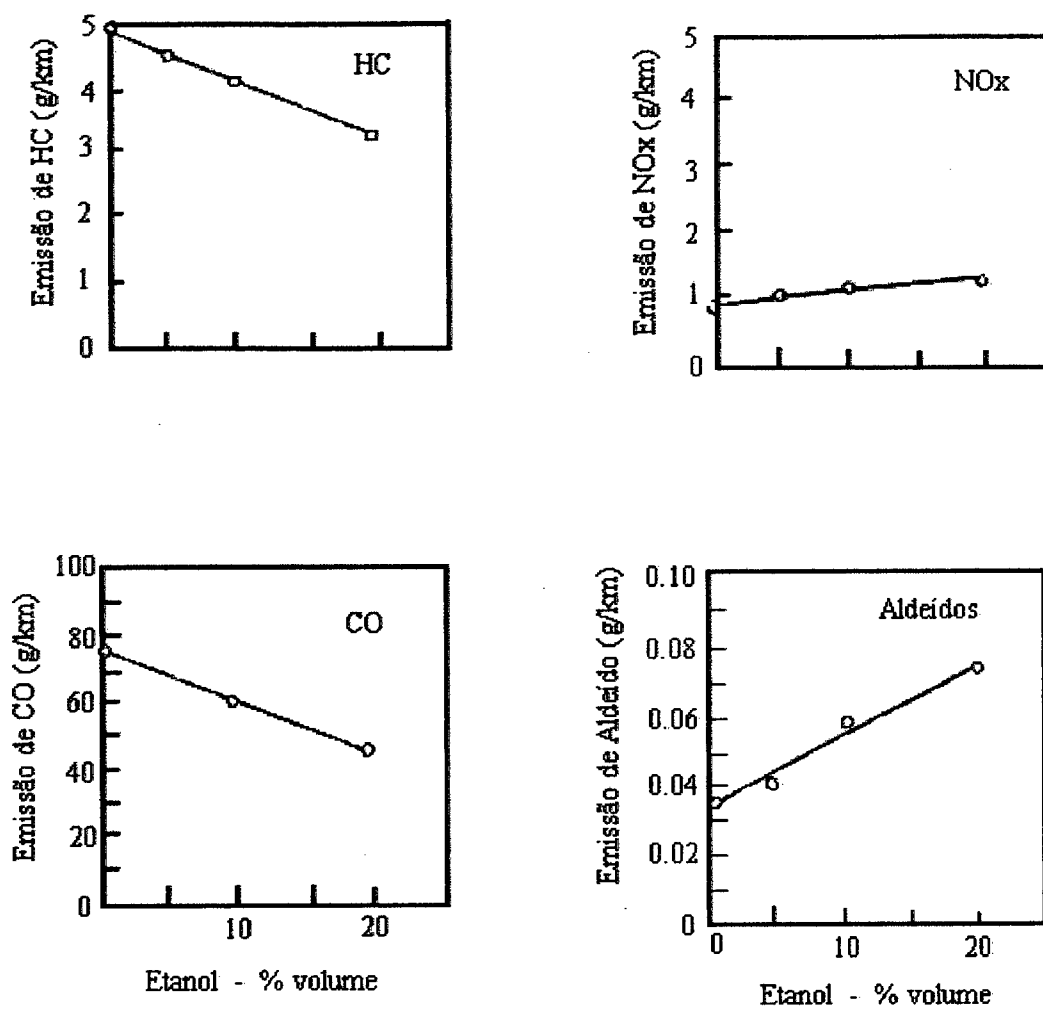 Emissão de HC (g/km)
5
4
3
2
1
0
HC
Emissão de NOx (g/km)
5
4
3
2
1
0
NOx
Emissão de CO (g/km)
100
80
60
40
20
0
CO
10
20
Etanol - % volume
Emissão de Aldeído (g/km)
0.10
0.08
0.06
0.04
0.02
0
Aldeídos
0
10
20
Etanol - % volume